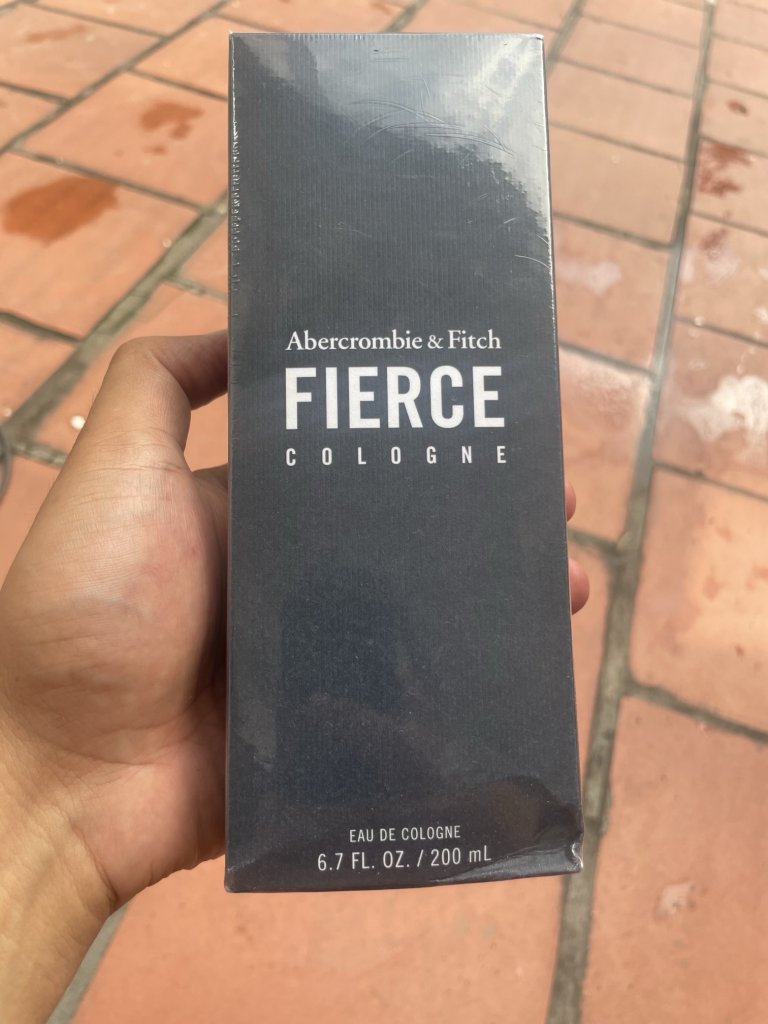 Abercrombie & Fitch
FIERCE
COLOGNE
EAU DE COLOGNE
6.7 FL. OZ. / 200 mL